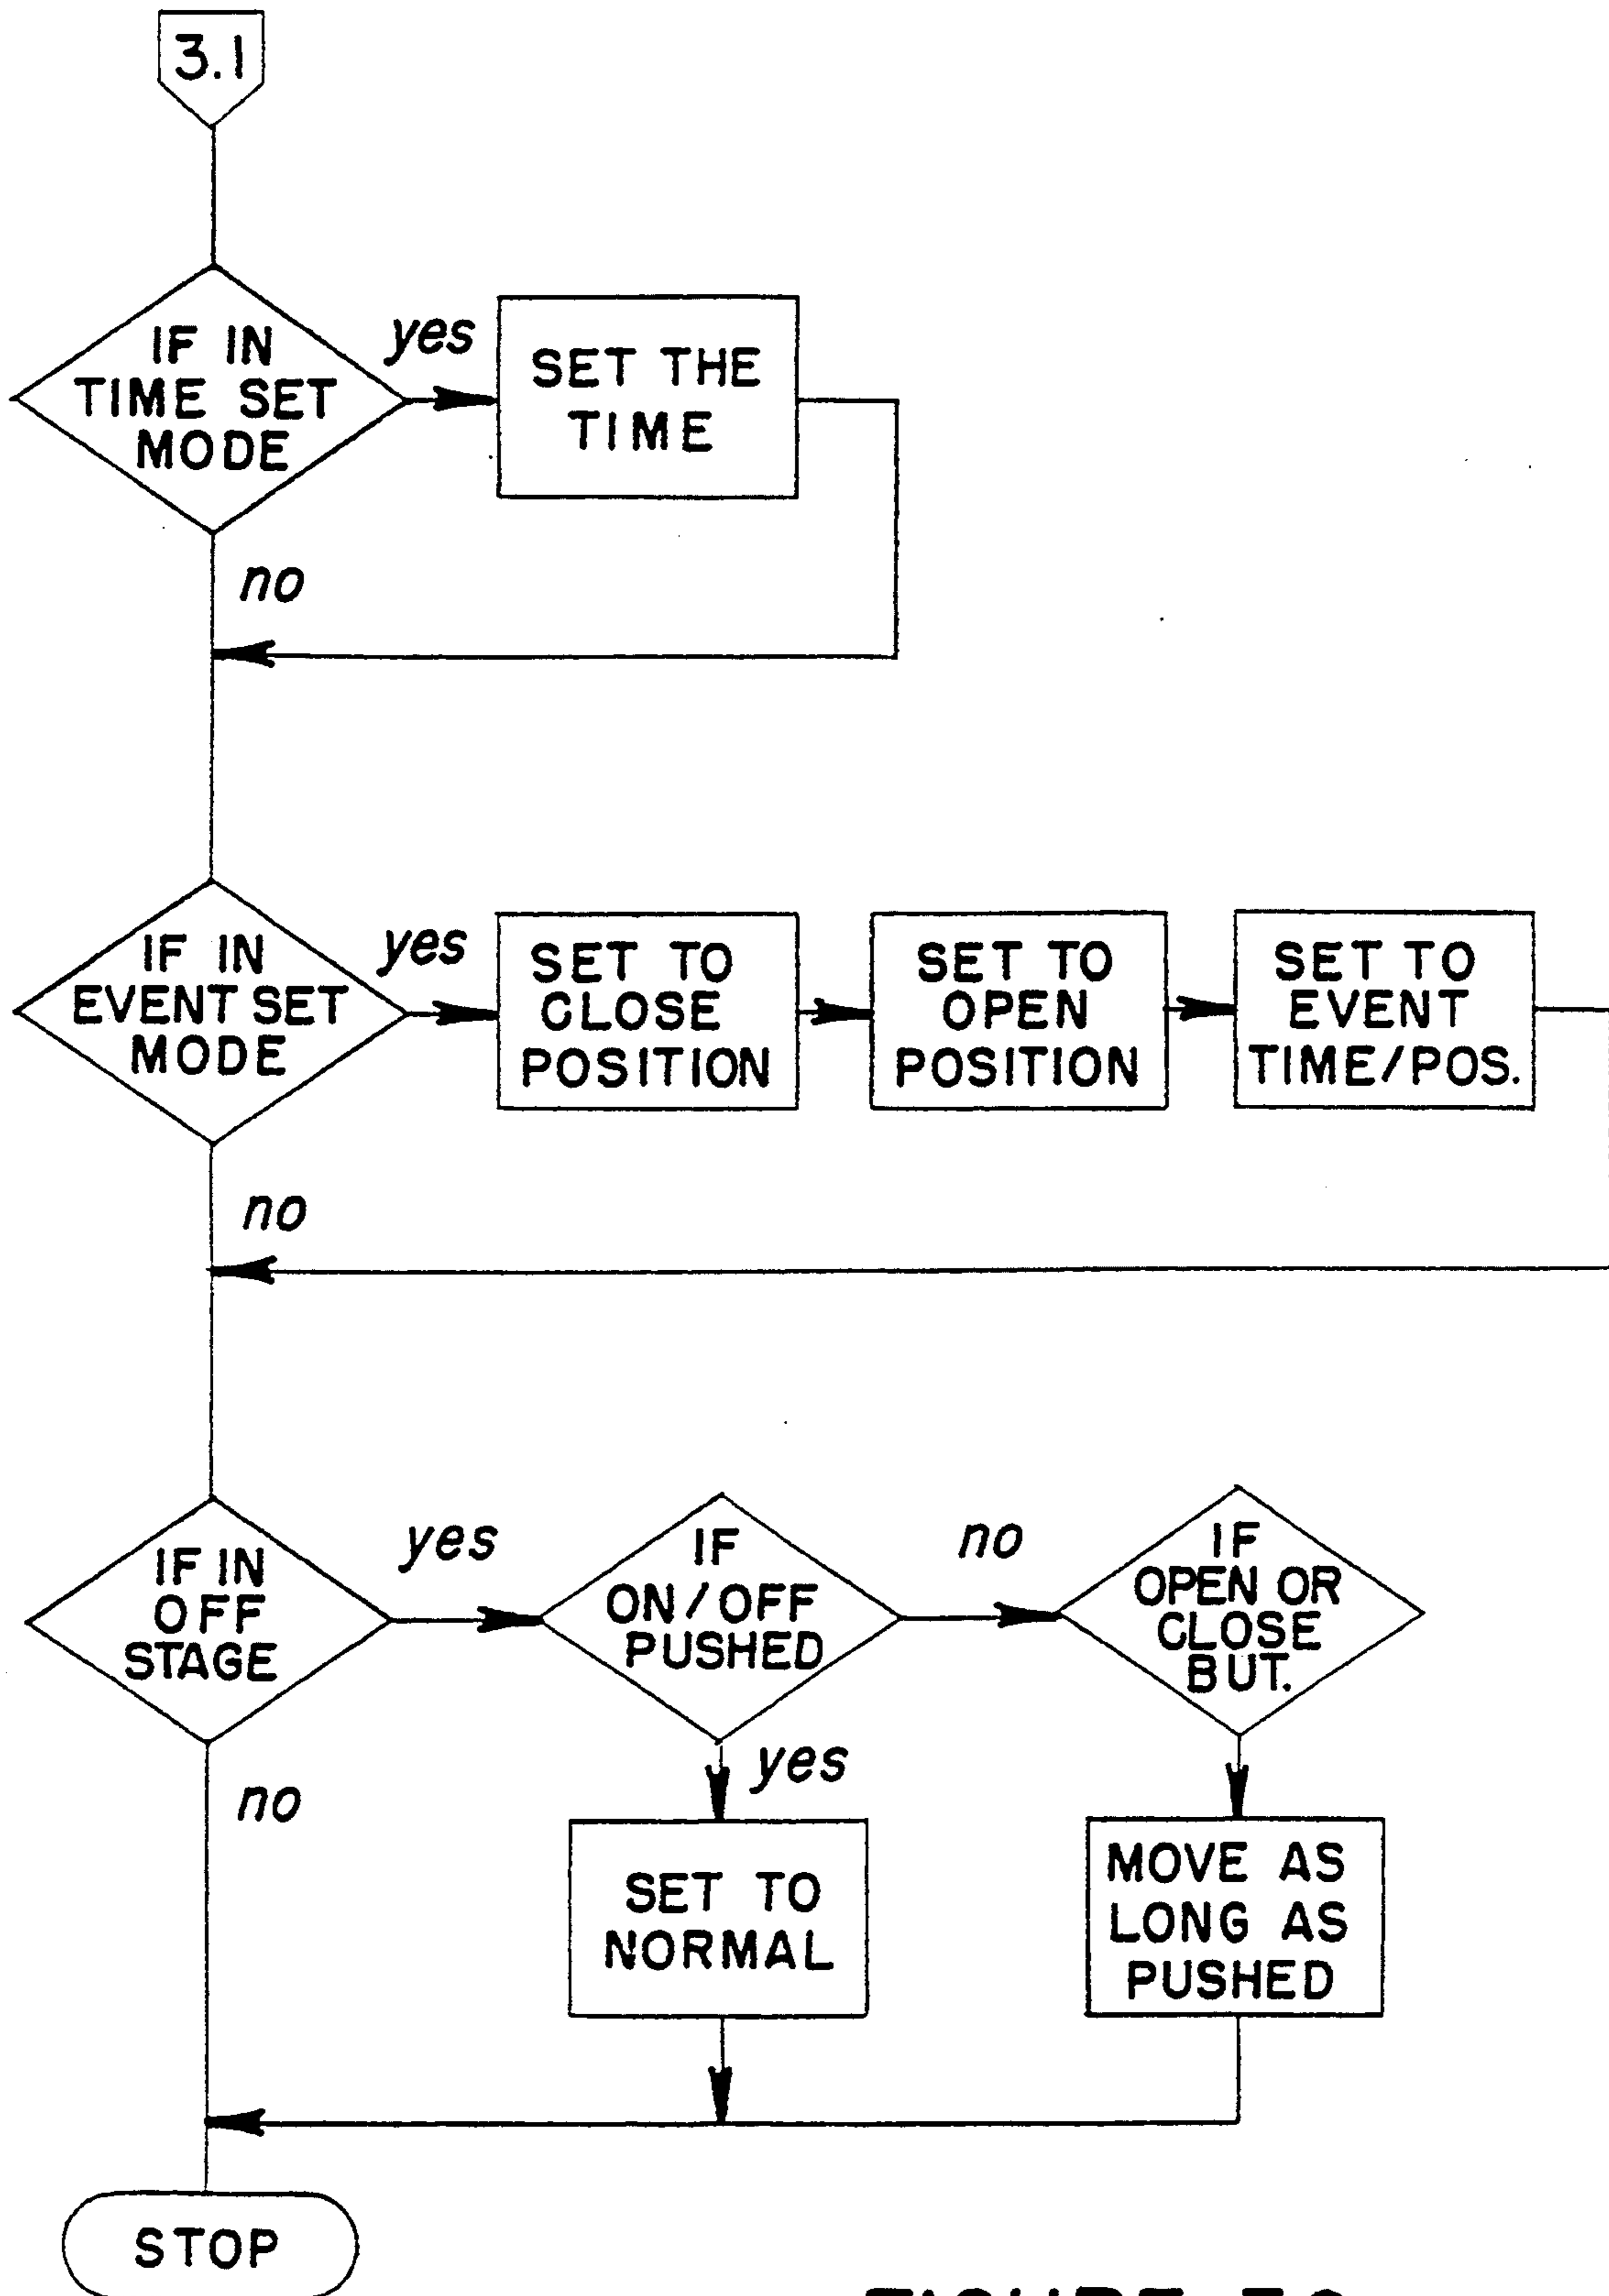 3.1
IF IN
TIME SET
MODE
yes
SET THE
TIME
no
IF IN
EVENT SET
MODE
yes
SET TO
CLOSE
POSITION
SET TO
OPEN
POSITION
SET TO
EVENT
TIME/POS.
no
IF IN
OFF
STAGE
yes
IF
ON/OFF
PUSHED
no
IF
OPEN OR
CLOSE
BUT.
yes
no
SET TO
NORMAL
MOVE AS
LONG AS
PUSHED
STOP